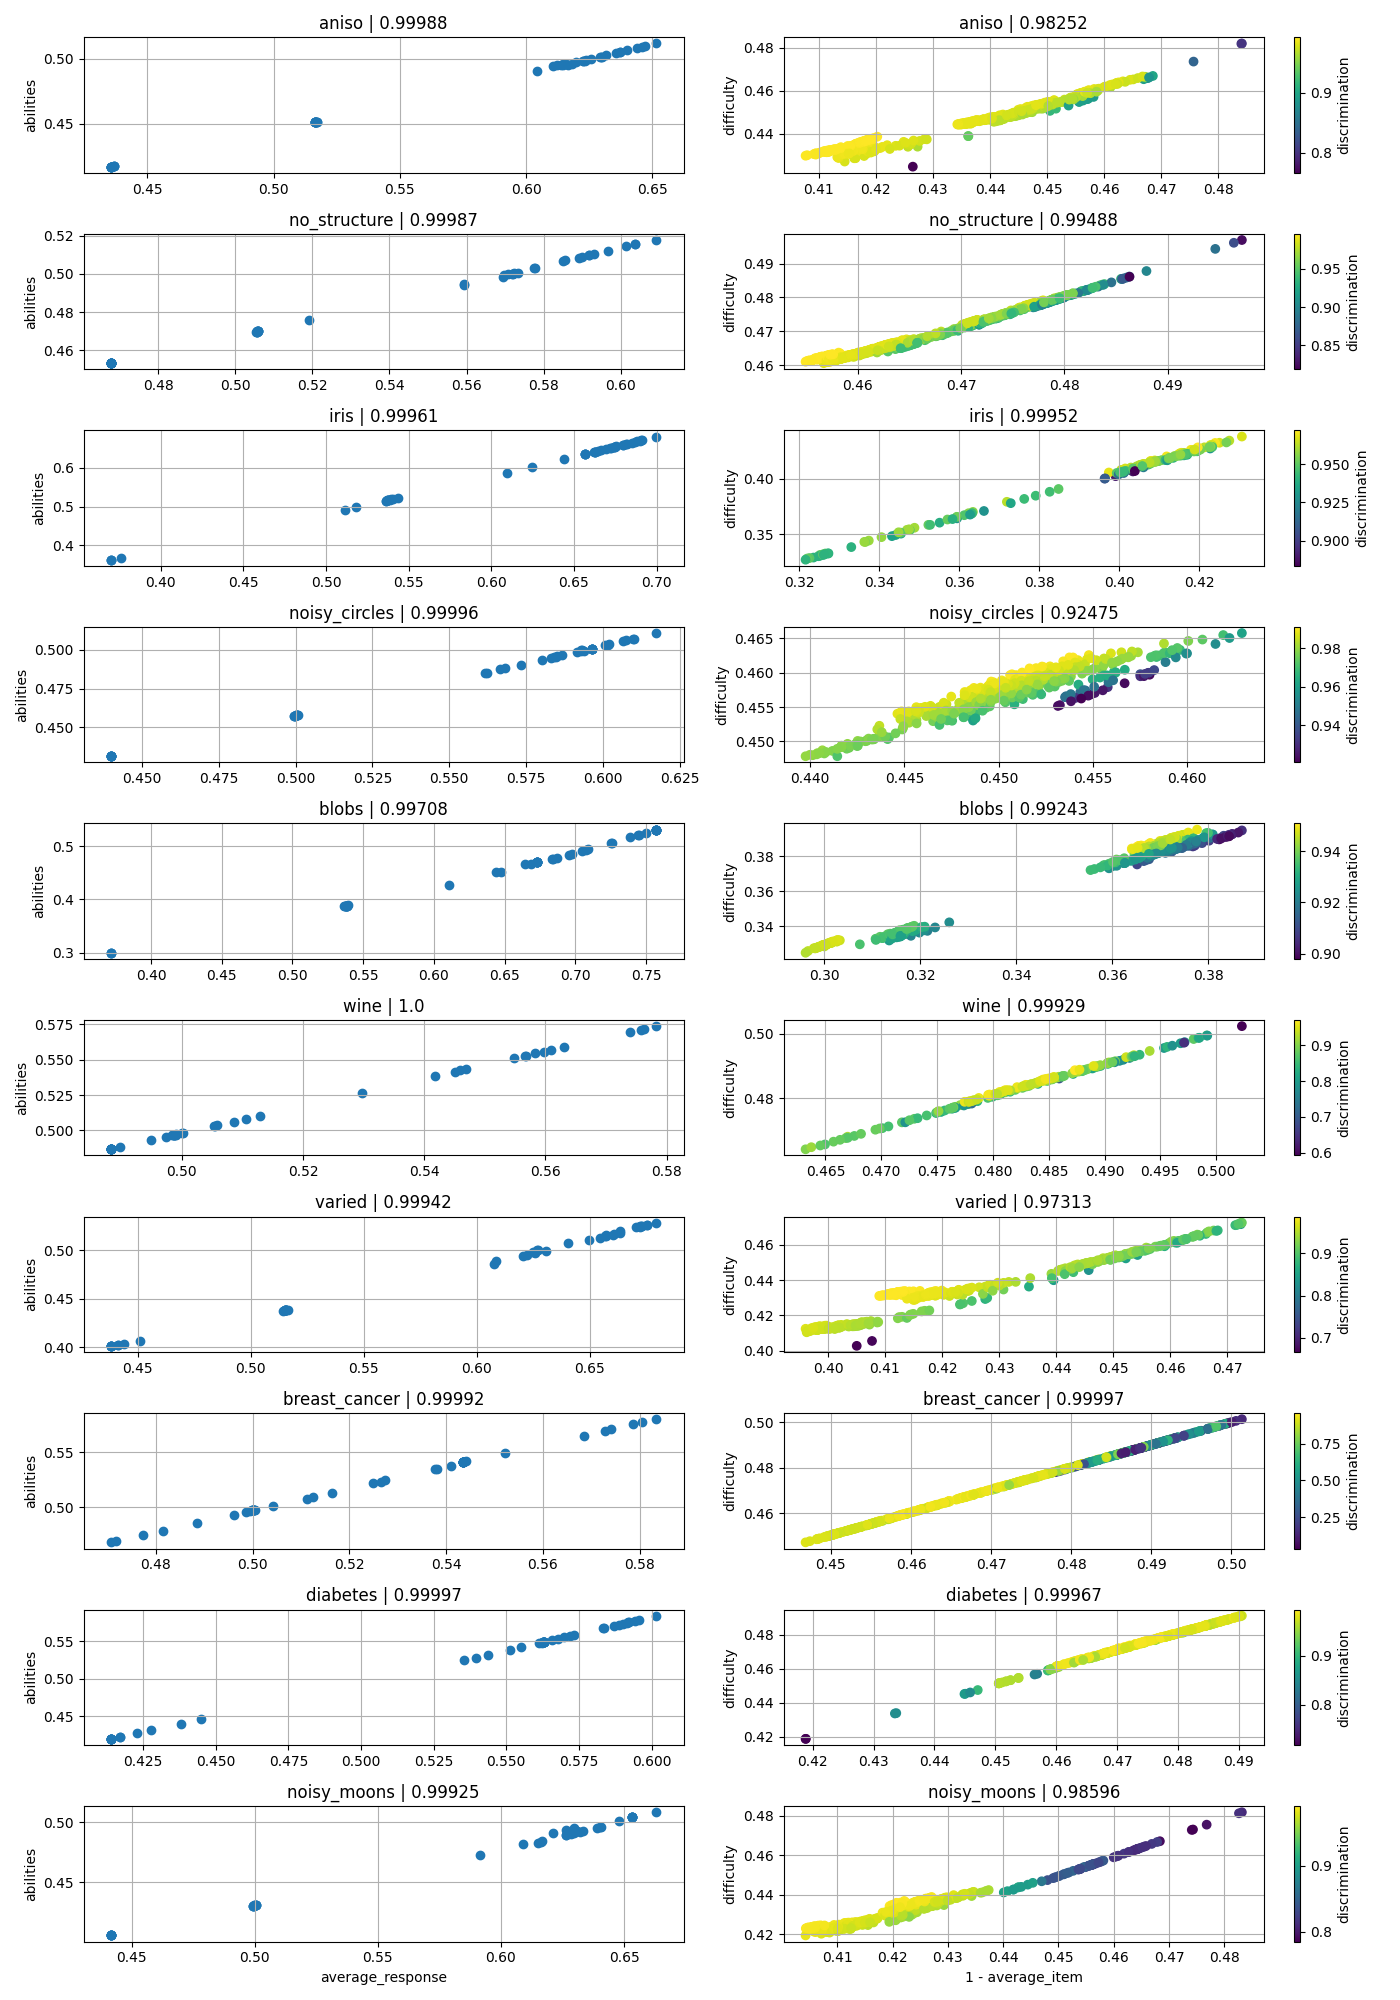 aniso | 0.99988
abilities
0.50
0.45
0.45 0.50 0.55 0.60 0.65
aniso | 0.98252
difficulty
0.48
0.46
0.44
0.41 0.42 0.43 0.44 0.45 0.46 0.47 0.48
0.9
0.8
discrimination
no_structure | 0.99987
abilities
0.52
0.50
0.48
0.46
0.48 0.50 0.52 0.54 0.56 0.58 0.60
no_structure | 0.99488
difficulty
0.49
0.48
0.47
0.46
0.46 0.47 0.48 0.49
0.95
0.90
0.85
discrimination
iris | 0.99961
abilities
0.6
0.5
0.4
0.40 0.45 0.50 0.55 0.60 0.65 0.70
iris | 0.99952
difficulty
0.40
0.35
0.32 0.34 0.36 0.38 0.40 0.42
0.950
0.925
0.900
discrimination
noisy_circles | 0.99996
abilities
0.500
0.475
0.450
0.450 0.475 0.500 0.525 0.550 0.575 0.600 0.625
noisy_circles | 0.92475
difficulty
0.465
0.460
0.455
0.450
0.440 0.445 0.450 0.455 0.460
0.98
0.96
0.94
discrimination
blobs | 0.99708
abilities
0.5
0.4
0.3
0.40 0.45 0.50 0.55 0.60 0.65 0.70 0.75
blobs | 0.99243
difficulty
0.38
0.36
0.34
0.30 0.32 0.34 0.36 0.38
0.94
0.92
0.90
discrimination
wine | 1.0
abilities
0.575
0.550
0.525
0.500
0.50 0.52 0.54 0.56 0.58
wine | 0.99929
difficulty
0.50
0.48
0.465 0.470 0.475 0.480 0.485 0.490 0.495 0.500
0.9
0.8
0.7
0.6
discrimination
varied | 0.99942
abilities
0.50
0.45
0.40
0.45 0.50 0.55 0.60 0.65
varied | 0.97313
difficulty
0.46
0.44
0.42
0.40
0.40 0.41 0.42 0.43 0.44 0.45 0.46 0.47
0.9
0.8
0.7
discrimination
breast_cancer | 0.99992
abilities
0.55
0.50
0.48 0.50 0.52 0.54 0.56 0.58
breast_cancer | 0.99997
difficulty
0.50
0.48
0.46
0.45 0.46 0.47 0.48 0.49 0.50
0.75
0.50
0.25
discrimination
diabetes | 0.99997
abilities
0.55
0.50
0.45
0.425 0.450 0.475 0.500 0.525 0.550 0.575 0.600
diabetes | 0.99967
difficulty
0.48
0.46
0.44
0.42
0.42 0.43 0.44 0.45 0.46 0.47 0.48 0.49
0.9
0.8
discrimination
noisy_moons | 0.99925
abilities
0.50
0.45
0.45 0.50 0.55 0.60 0.65
average_response
noisy_moons | 0.98596
difficulty
0.48
0.46
0.44
0.42
0.41 0.42 0.43 0.44 0.45 0.46 0.47 0.48
1 - average_item
0.9
0.8
discrimination